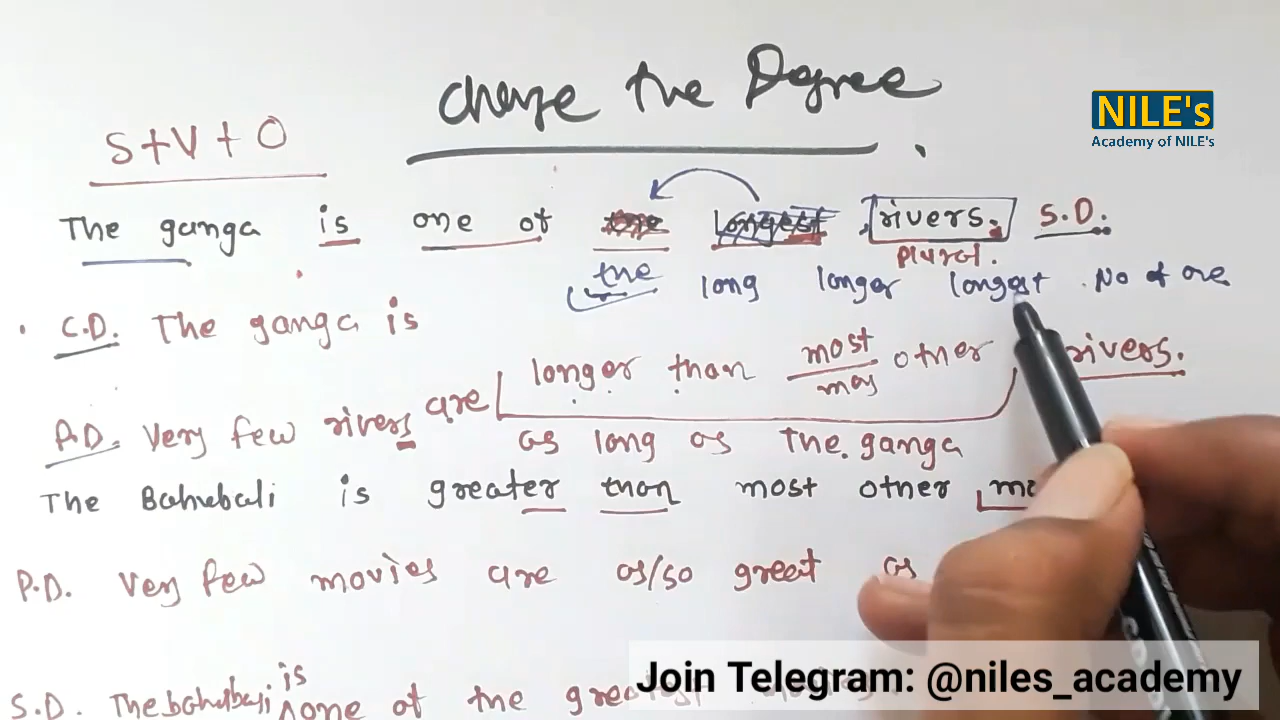 Change the Degree.
NILE's
Academy of NILE's
S+V+O
The ganga is one of the longest rivers. S.D.
plural.
the long longer longest No of are
C.D. The ganga is
longer than most other rivers.
many
P.D. Very few rivers are
as long as the ganga
The Bahubali is greater than most other
P.D. Very few movies are as/so great as
Join Telegram: @niles_academy
S.D. The bahubali is one of the